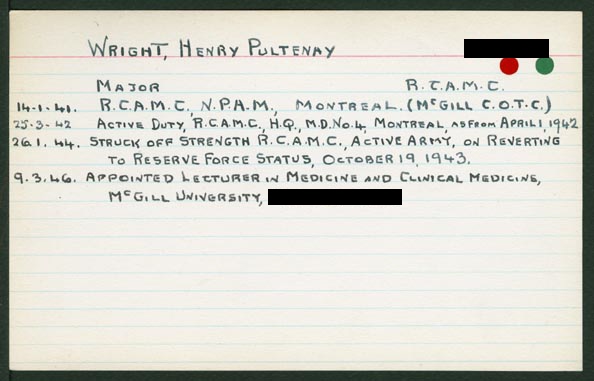 Wright, Henry Pultenay
Major R.C.A.M.C.
14.1.41. R.C.A.M.C., N.P.A.M., Montreal. (McGill C.O.T.C.)
25-3-42 Active Duty, R.C.A.M.C., H.Q., M.D. No. 4, Montreal, as from April 1, 1942
26.1.44. Struck off Strength R.C.A.M.C., Active Army, on Reverting
to Reserve Force Status, October 19, 1943.
9.3.46. Appointed Lecturer in Medicine and Clinical Medicine,
McGill University,